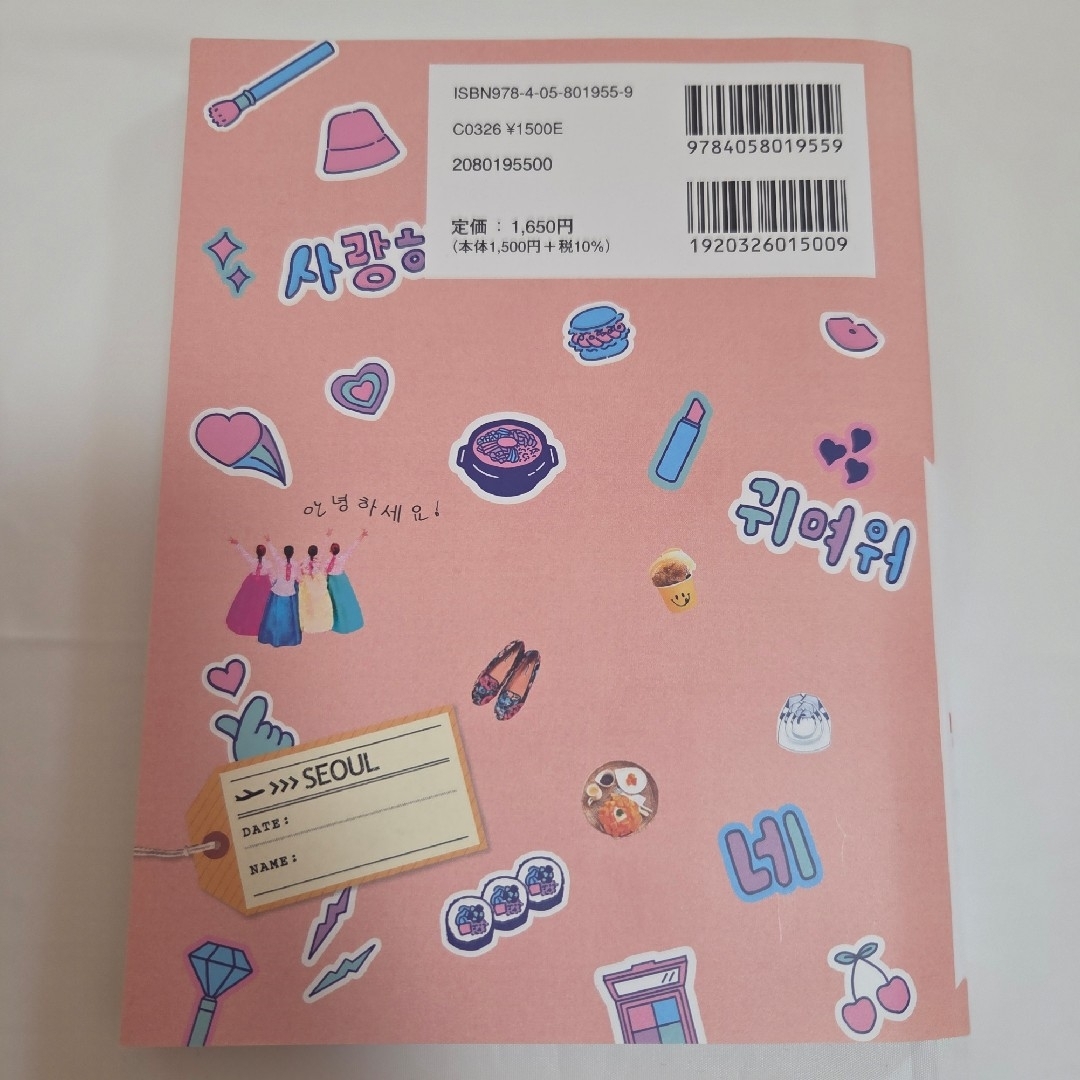 ISBN978-4-05-801955-9
C0326 ¥1500E
2080195500
定価：1,650円
（本体1,500円＋税10%）
9784058019559
1920326015009
사랑ㅎ
안녕하세요!
귀여워
>>> SEOUL
DATE:
NAME:
네